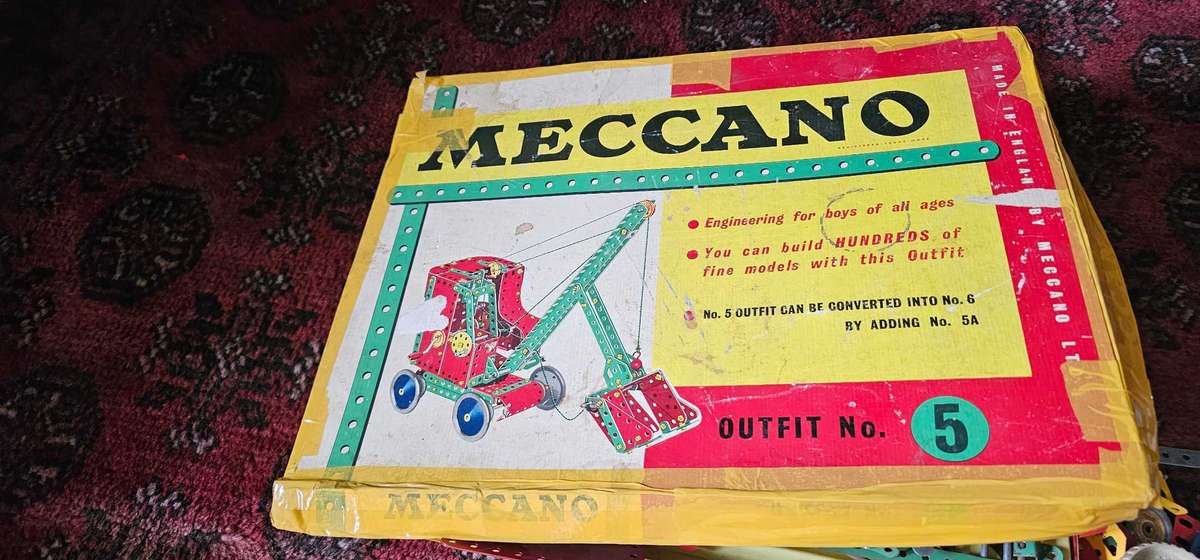 MECCANO
Engineering for boys of all ages
You can build HUNDREDS of
fine models with this Outfit
No. 5 OUTFIT CAN BE CONVERTED INTO No. 6
BY ADDING No. 5A
OUTFIT No. 5
MADE IN ENGLAN BY MECCANO LT
MECCANO